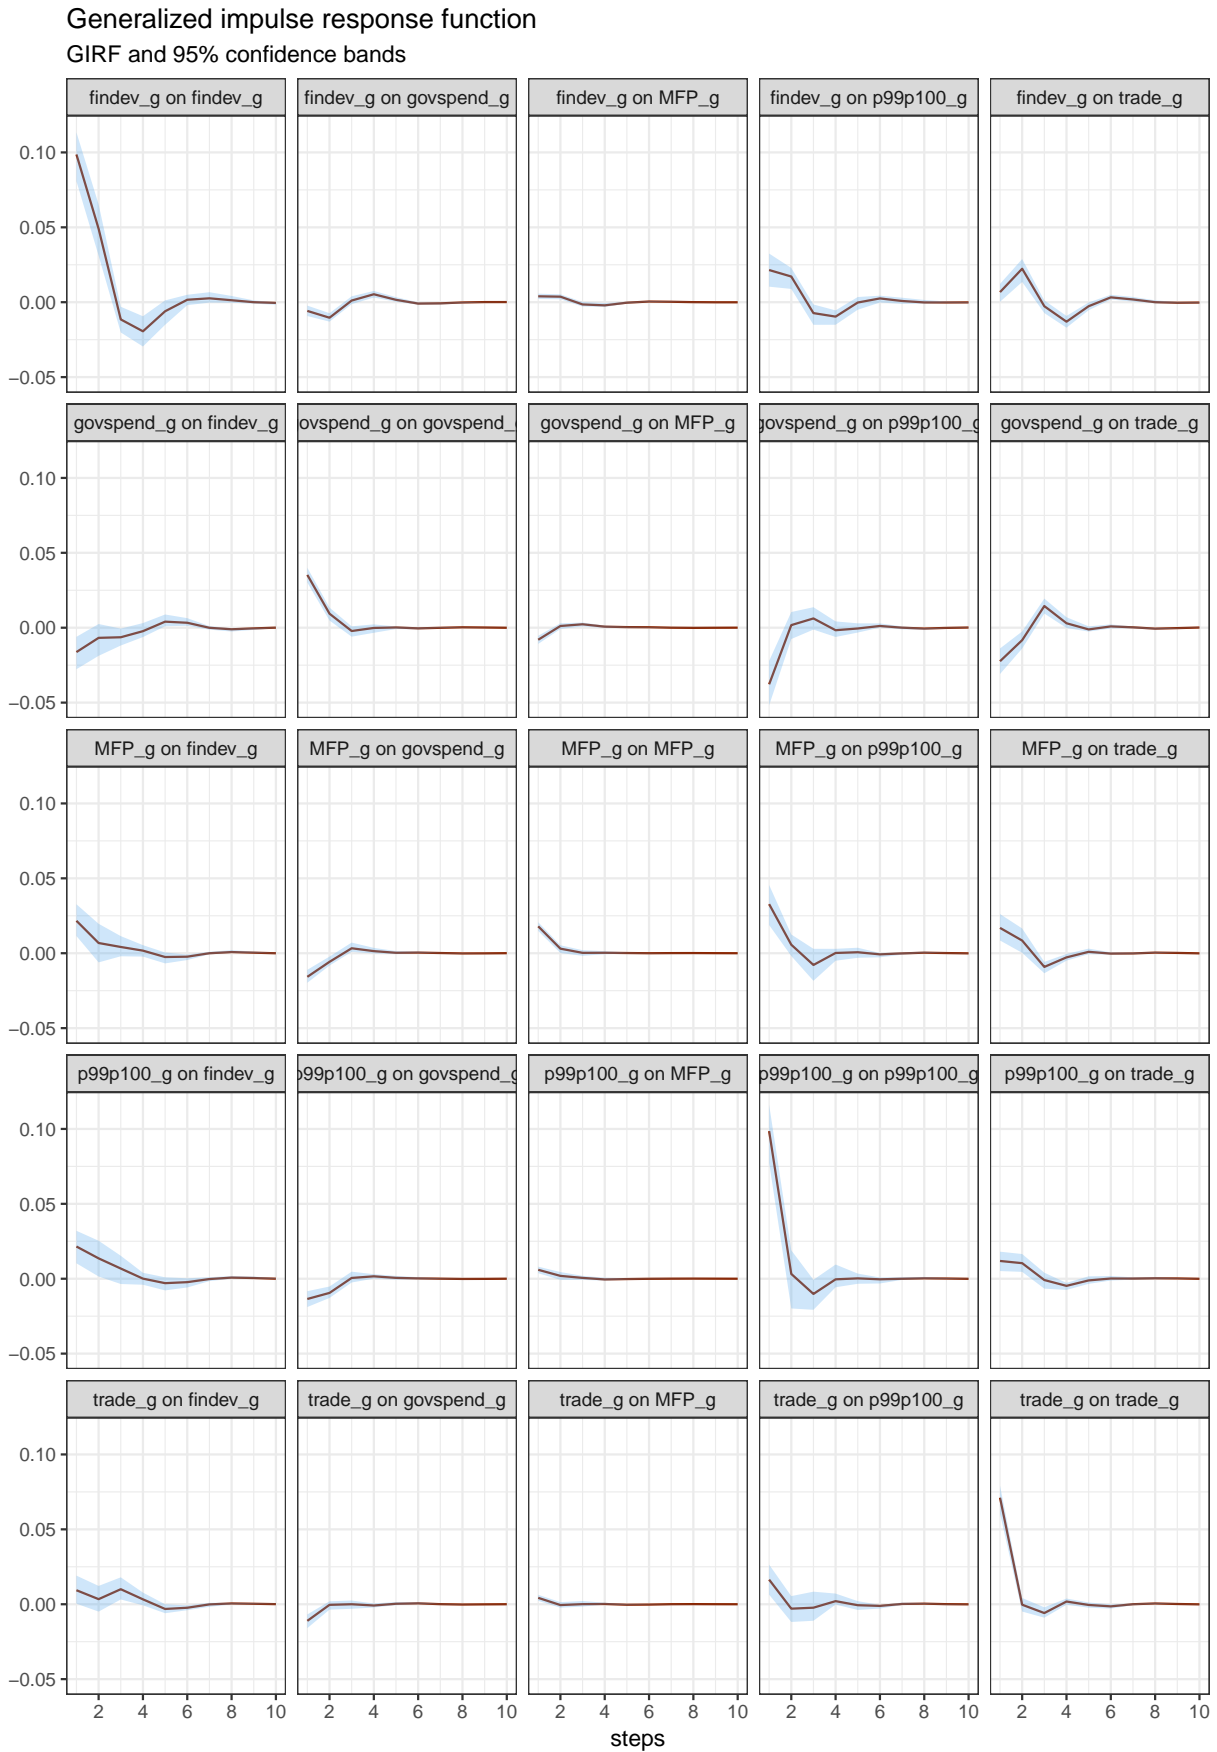 Generalized impulse response function
GIRF and 95% confidence bands
findev_g on findev_g findev_g on govspend_g findev_g on MFP_g findev_g on p99p100_g findev_g on trade_g
0.10
0.05
0.00
−0.05
govspend_g on findev_g ovspend_g on govspend_ govspend_g on MFP_g govspend_g on p99p100_g govspend_g on trade_g
0.10
0.05
0.00
−0.05
MFP_g on findev_g MFP_g on govspend_g MFP_g on MFP_g MFP_g on p99p100_g MFP_g on trade_g
0.10
0.05
0.00
−0.05
p99p100_g on findev_g p99p100_g on govspend_g p99p100_g on MFP_g p99p100_g on p99p100_g p99p100_g on trade_g
0.10
0.05
0.00
−0.05
trade_g on findev_g trade_g on govspend_g trade_g on MFP_g trade_g on p99p100_g trade_g on trade_g
0.10
0.05
0.00
−0.05
2 4 6 8 10 2 4 6 8 10 2 4 6 8 10 2 4 6 8 10 2 4 6 8 10
steps